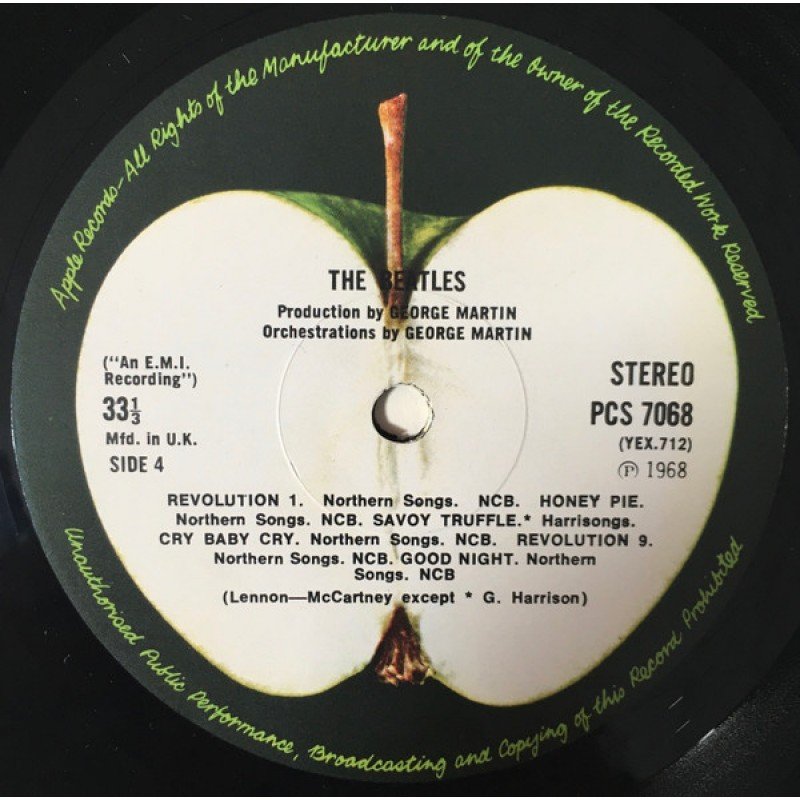 Apple Records—All Rights of the Manufacturer and of the Owner of the Recorded Work Reserved
THE BEATLES
Production by GEORGE MARTIN
Orchestrations by GEORGE MARTIN
("An E.M.I.
Recording")
33⅓
Mfd. in U.K.
SIDE 4
STEREO
PCS 7068
(YEX.712)
Ⓟ 1968
REVOLUTION 1. Northern Songs. NCB. HONEY PIE.
Northern Songs. NCB. SAVOY TRUFFLE.* Harrisongs.
CRY BABY CRY. Northern Songs. NCB. REVOLUTION 9.
Northern Songs. NCB. GOOD NIGHT. Northern
Songs. NCB
(Lennon—McCartney except * G. Harrison)
Unauthorised Public Performance, Broadcasting and Copying of this Record Prohibited